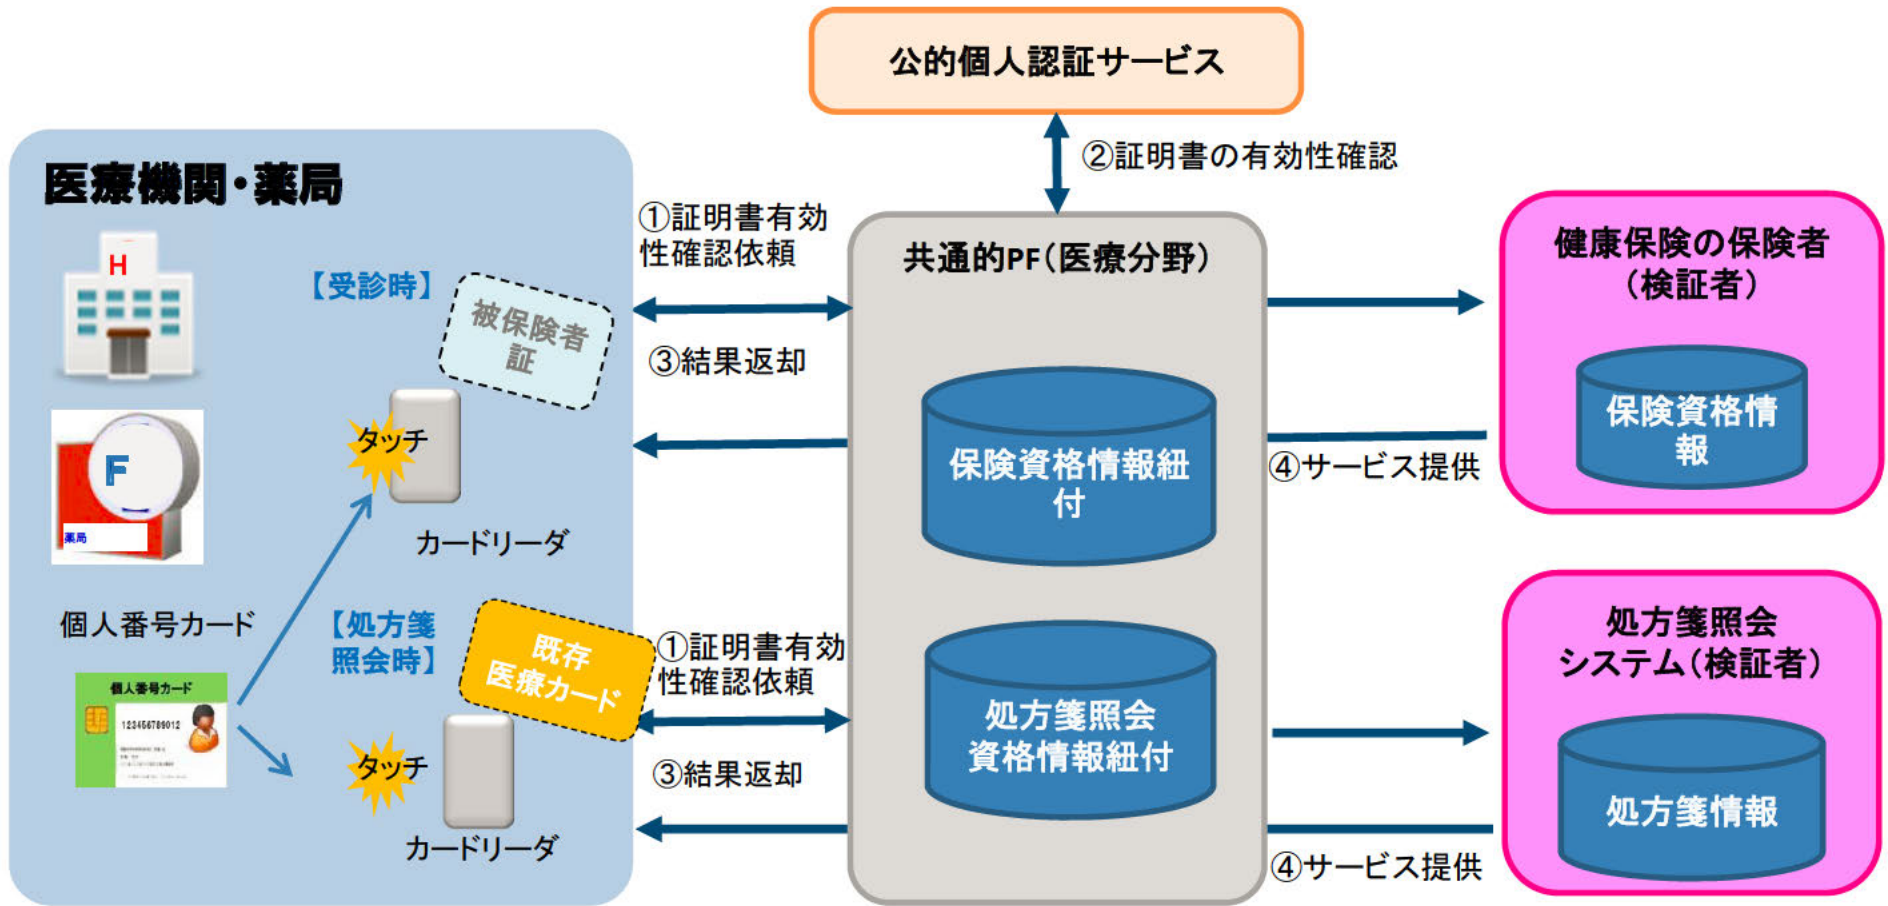 公的個人認証サービス
②証明書の有効性確認
医療機関・薬局
H
F
薬局
【受診時】
被保険者
証
タッチ
カードリーダ
個人番号カード
個人番号カード
123456789012
【処方箋
照会時】
既存
医療カード
タッチ
カードリーダ
①証明書有効
性確認依頼
③結果返却
①証明書有効
性確認依頼
③結果返却
共通的PF(医療分野)
保険資格情報紐
付
処方箋照会
資格情報紐付
④サービス提供
④サービス提供
健康保険の保険者
(検証者)
保険資格情
報
処方箋照会
システム(検証者)
処方箋情報